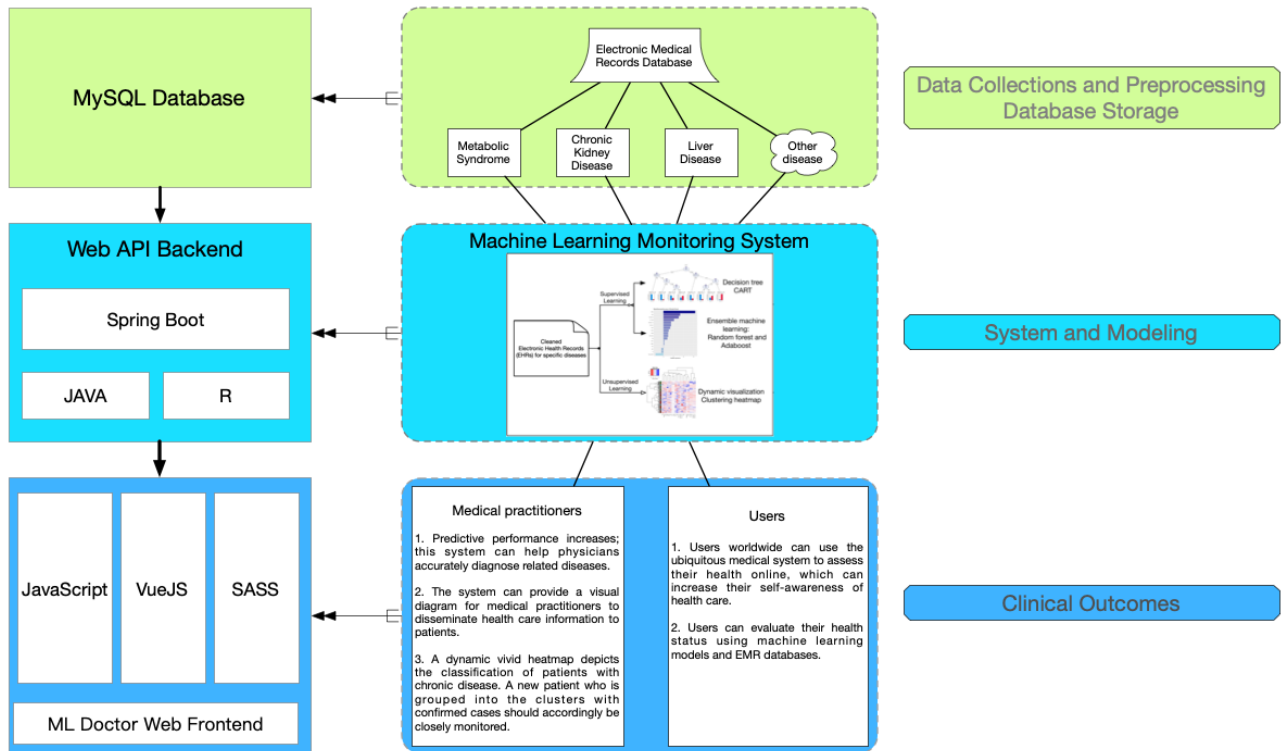 MySQL Database
Electronic Medical
Records Database
Metabolic
Syndrome
Chronic
Kidney
Disease
Liver
Disease
Other
disease
Data Collections and Preprocessing
Database Storage
Web API Backend
Spring Boot
JAVA
R
Machine Learning Monitoring System
Cleaned
Electronic Health Records
(EHRs) for specific diseases
Supervised
Learning
Unsupervised
Learning
Decision tree
CART
Ensemble machine
learning:
Random forest and
Adaboost
Dynamic visualization
Clustering heatmap
System and Modeling
JavaScript
VueJS
SASS
ML Doctor Web Frontend
Medical practitioners
1. Predictive performance increases;
this system can help physicians
accurately diagnose related diseases.
2. The system can provide a visual
diagram for medical practitioners to
disseminate health care information to
patients.
3. A dynamic vivid heatmap depicts
the classification of patients with
chronic disease. A new patient who is
grouped into the clusters with
confirmed cases should accordingly be
closely monitored.
Users
1. Users worldwide can use the
ubiquitous medical system to assess
their health online, which can
increase their self-awareness of
health care.
2. Users can evaluate their health
status using machine learning
models and EMR databases.
Clinical Outcomes